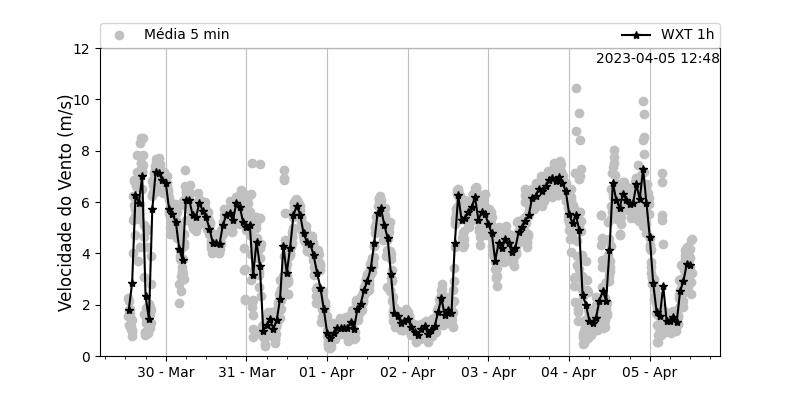 Média 5 min
WXT 1h
2023-04-05 12:48
Velocidade do Vento (m/s)
12
10
8
6
4
2
0
30 - Mar
31 - Mar
01 - Apr
02 - Apr
03 - Apr
04 - Apr
05 - Apr